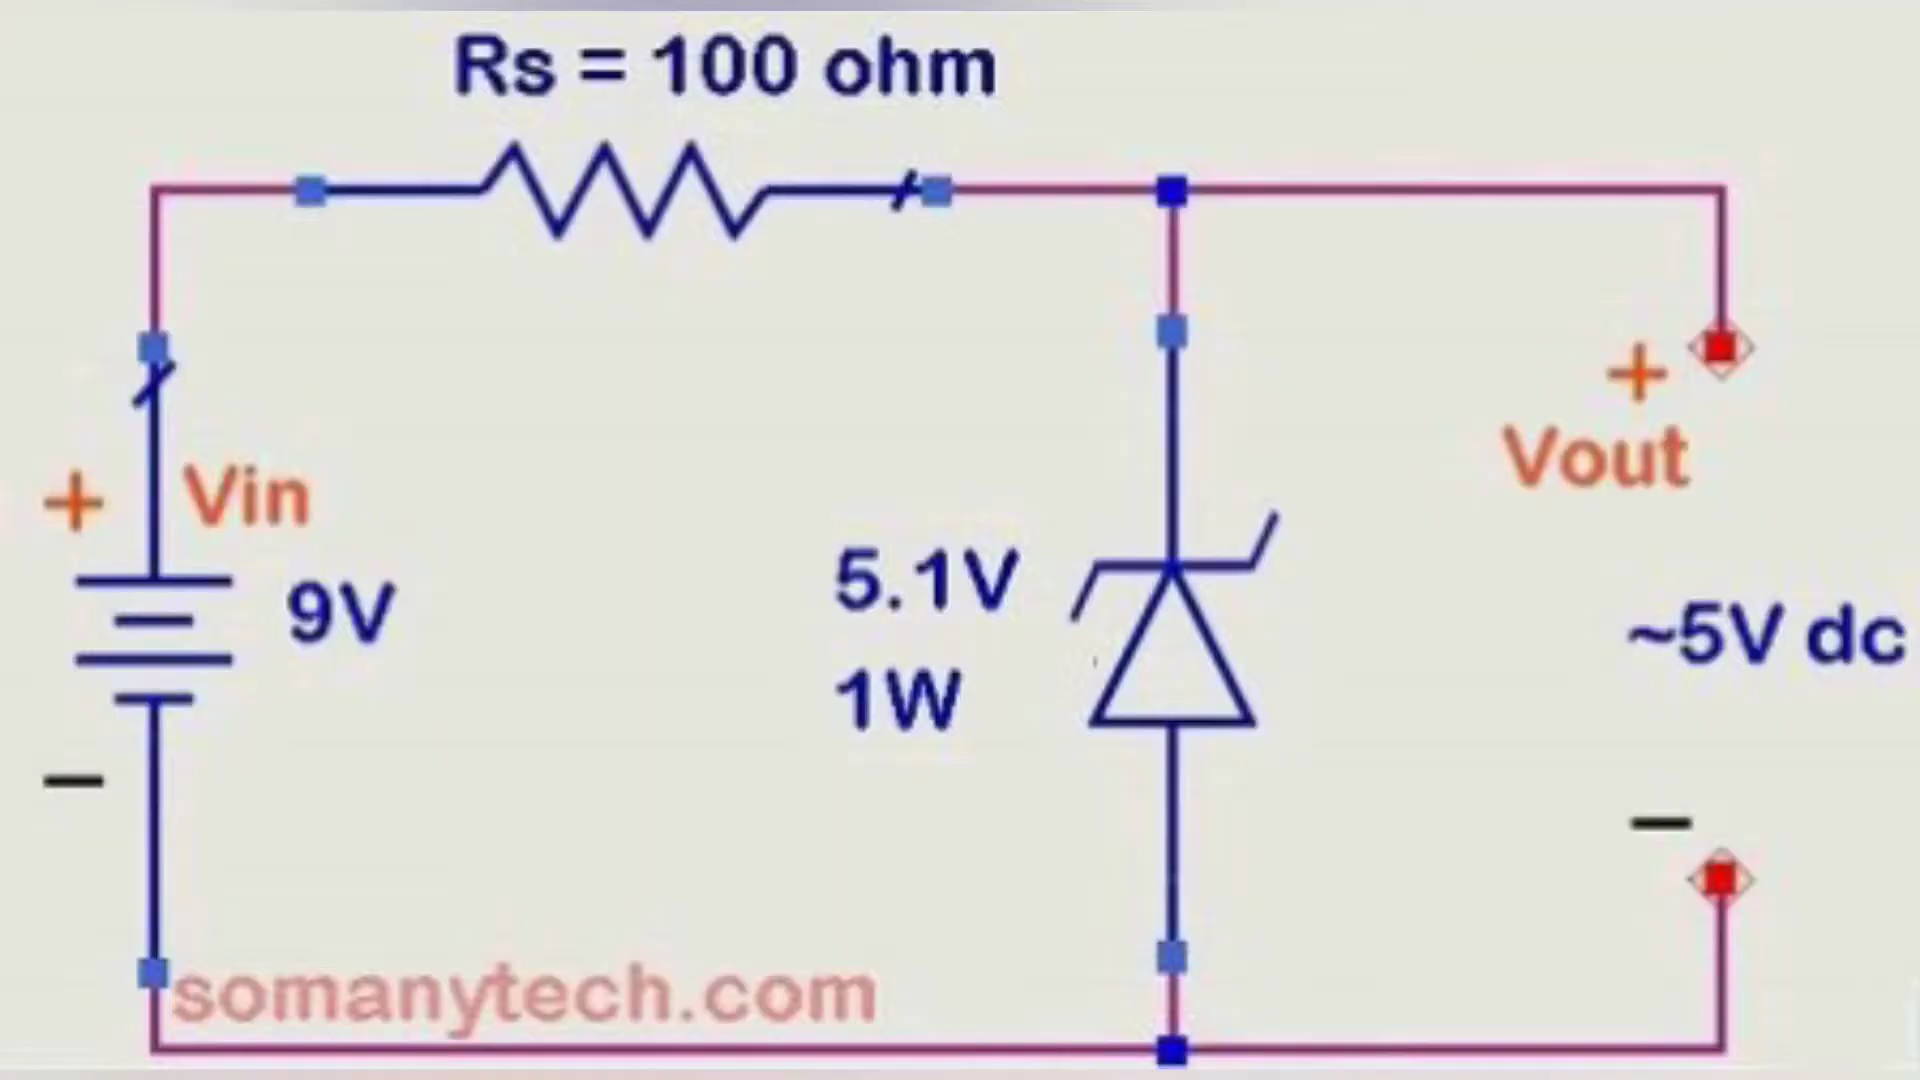 Rs = 100 ohm
+ Vin
9V
−
5.1V
1W
+
Vout
~5V dc
−
somanytech.com